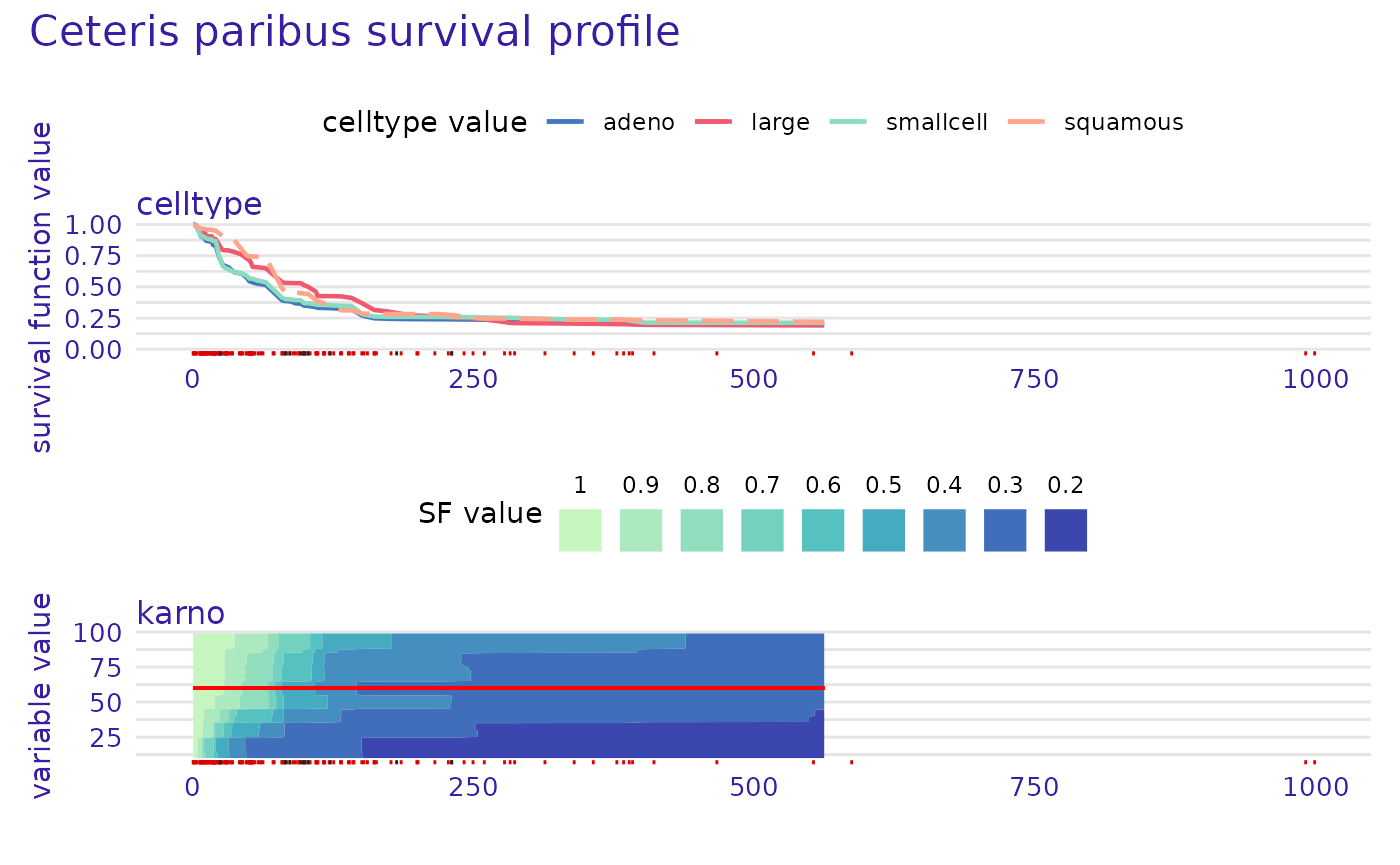 Ceteris paribus survival profile
celltype value adeno large smallcell squamous
survival function value
celltype
1.00
0.75
0.50
0.25
0.00
0 250 500 750 1000
SF value 1 0.9 0.8 0.7 0.6 0.5 0.4 0.3 0.2
variable value
karno
100
75
50
25
0 250 500 750 1000